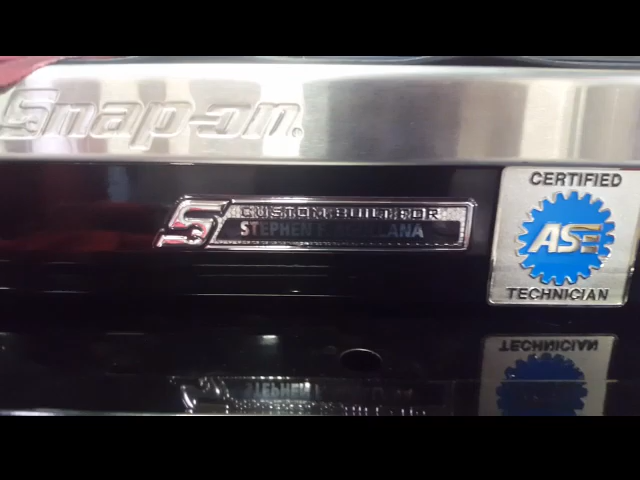 Snap-on
CUSTOM BUILT FOR
STEPHEN
CERTIFIED
ASE
TECHNICIAN